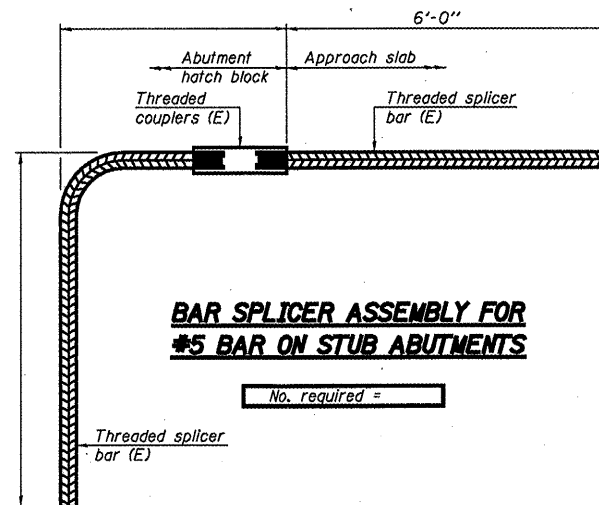 6'-0"
Abutment
hatch block
Approach slab
Threaded
couplers (E)
Threaded splicer
bar (E)
BAR SPLICER ASSEMBLY FOR
#5 BAR ON STUB ABUTMENTS
No. required =
Threaded splicer
bar (E)